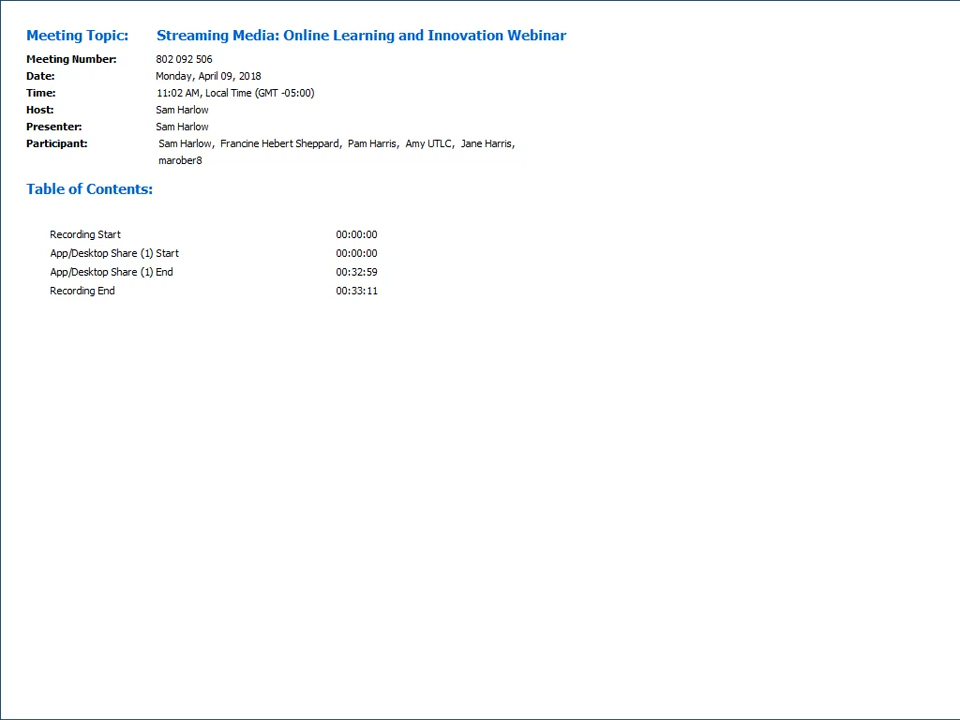 Meeting Topic: Streaming Media: Online Learning and Innovation Webinar
Meeting Number: 802 092 506
Date: Monday, April 09, 2018
Time: 11:02 AM, Local Time (GMT -05:00)
Host: Sam Harlow
Presenter: Sam Harlow
Participant: Sam Harlow, Francine Hebert Sheppard, Pam Harris, Amy UTLC, Jane Harris,
marober8
Table of Contents:
Recording Start 00:00:00
App/Desktop Share (1) Start 00:00:00
App/Desktop Share (1) End 00:32:59
Recording End 00:33:11